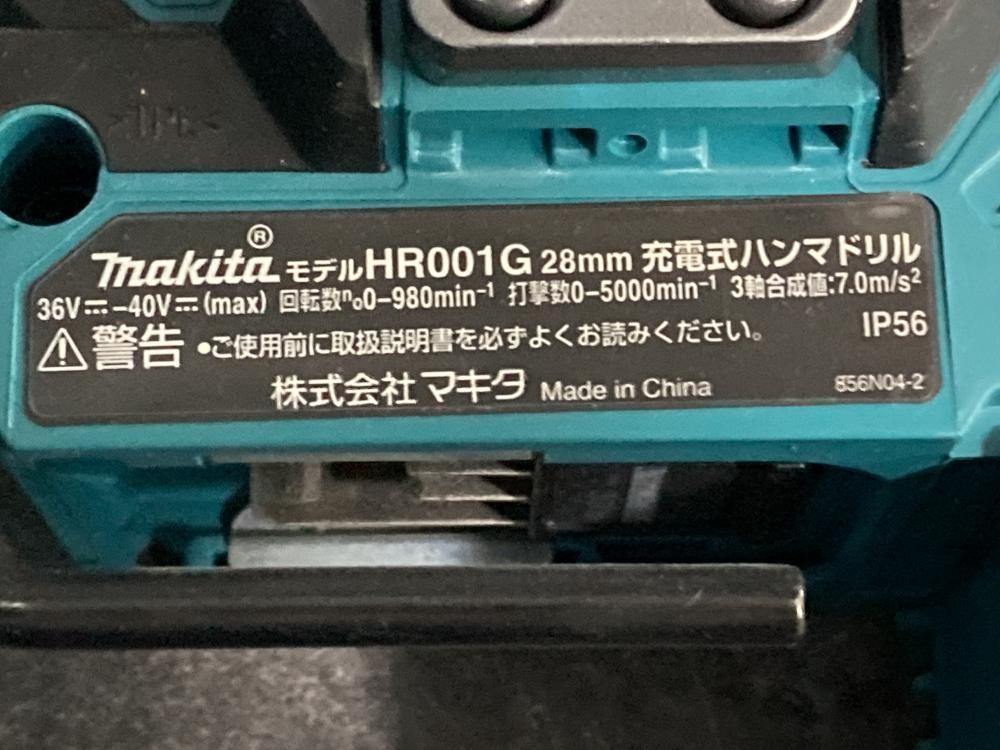 makita® モデルHR001G 28mm 充電式ハンマドリル
36V⎓-40V⎓(max) 回転数n₀0-980min⁻¹ 打撃数0-5000min⁻¹ 3軸合成値:7.0m/s²
⚠警告 ●ご使用前に取扱説明書を必ずよくお読みください。 IP56
株式会社マキタ Made in China 856N04-2